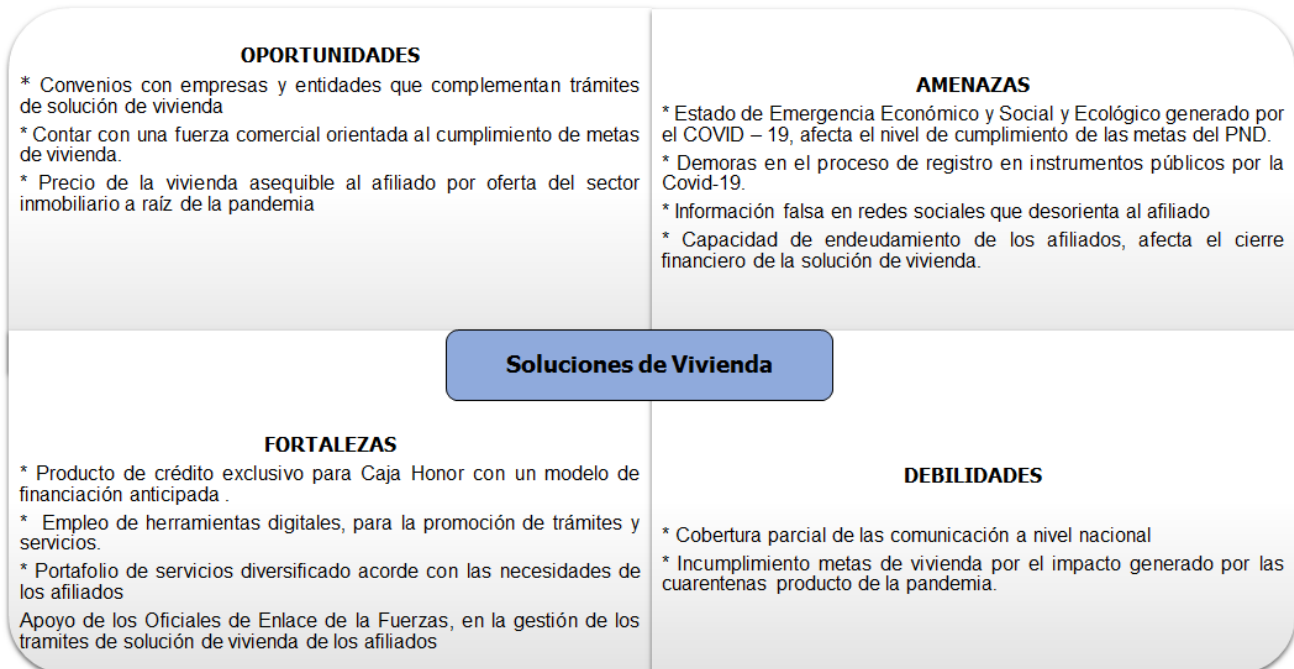 OPORTUNIDADES
* Convenios con empresas y entidades que complementan trámites
de solución de vivienda
* Contar con una fuerza comercial orientada al cumplimiento de metas
de vivienda.
* Precio de la vivienda asequible al afiliado por oferta del sector
inmobiliario a raíz de la pandemia
AMENAZAS
* Estado de Emergencia Económico y Social y Ecológico generado por
el COVID – 19, afecta el nivel de cumplimiento de las metas del PND.
* Demoras en el proceso de registro en instrumentos públicos por la
Covid-19.
* Información falsa en redes sociales que desorienta al afiliado
* Capacidad de endeudamiento de los afiliados, afecta el cierre
financiero de la solución de vivienda.
Soluciones de Vivienda
FORTALEZAS
* Producto de crédito exclusivo para Caja Honor con un modelo de
financiación anticipada .
* Empleo de herramientas digitales, para la promoción de trámites y
servicios.
* Portafolio de servicios diversificado acorde con las necesidades de
los afiliados
Apoyo de los Oficiales de Enlace de la Fuerzas, en la gestión de los
tramites de solución de vivienda de los afiliados
DEBILIDADES
* Cobertura parcial de las comunicación a nivel nacional
* Incumplimiento metas de vivienda por el impacto generado por las
cuarentenas producto de la pandemia.